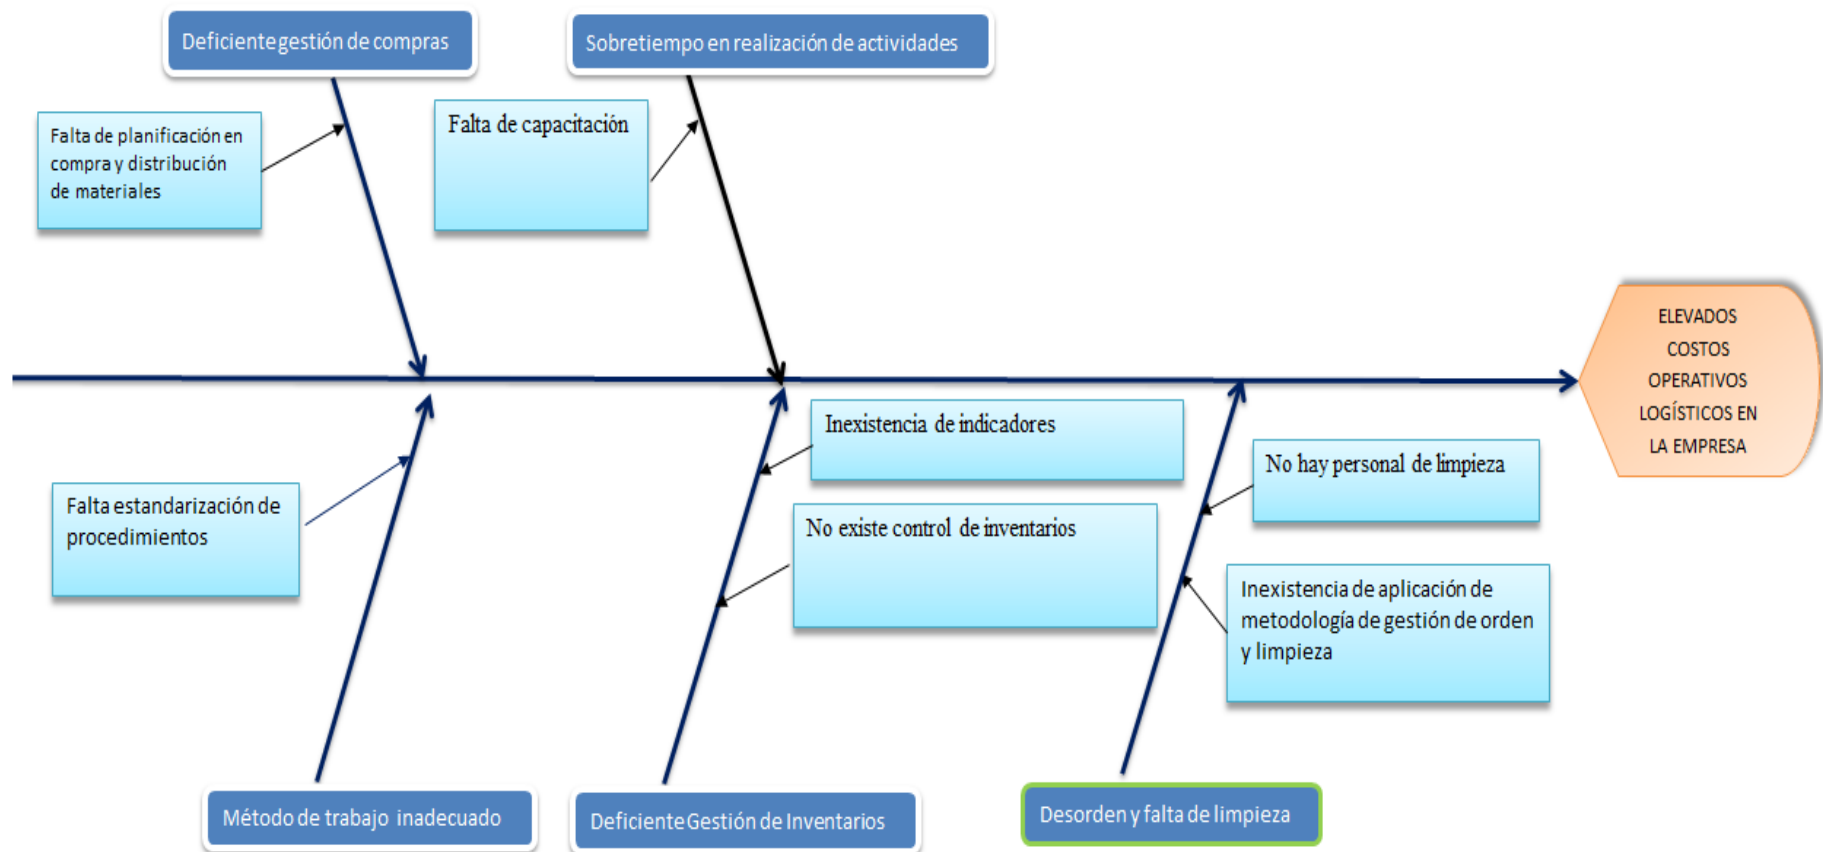 Deficiente gestión de compras
Sobretiempo en realización de actividades
Falta de planificación en
compra y distribución
de materiales
Falta de capacitación
ELEVADOS
COSTOS
OPERATIVOS
LOGÍSTICOS EN
LA EMPRESA
Inexistencia de indicadores
No hay personal de limpieza
Falta estandarización de
procedimientos
No existe control de inventarios
Inexistencia de aplicación de
metodología de gestión de orden
y limpieza
Método de trabajo inadecuado
Deficiente Gestión de Inventarios
Desorden y falta de limpieza